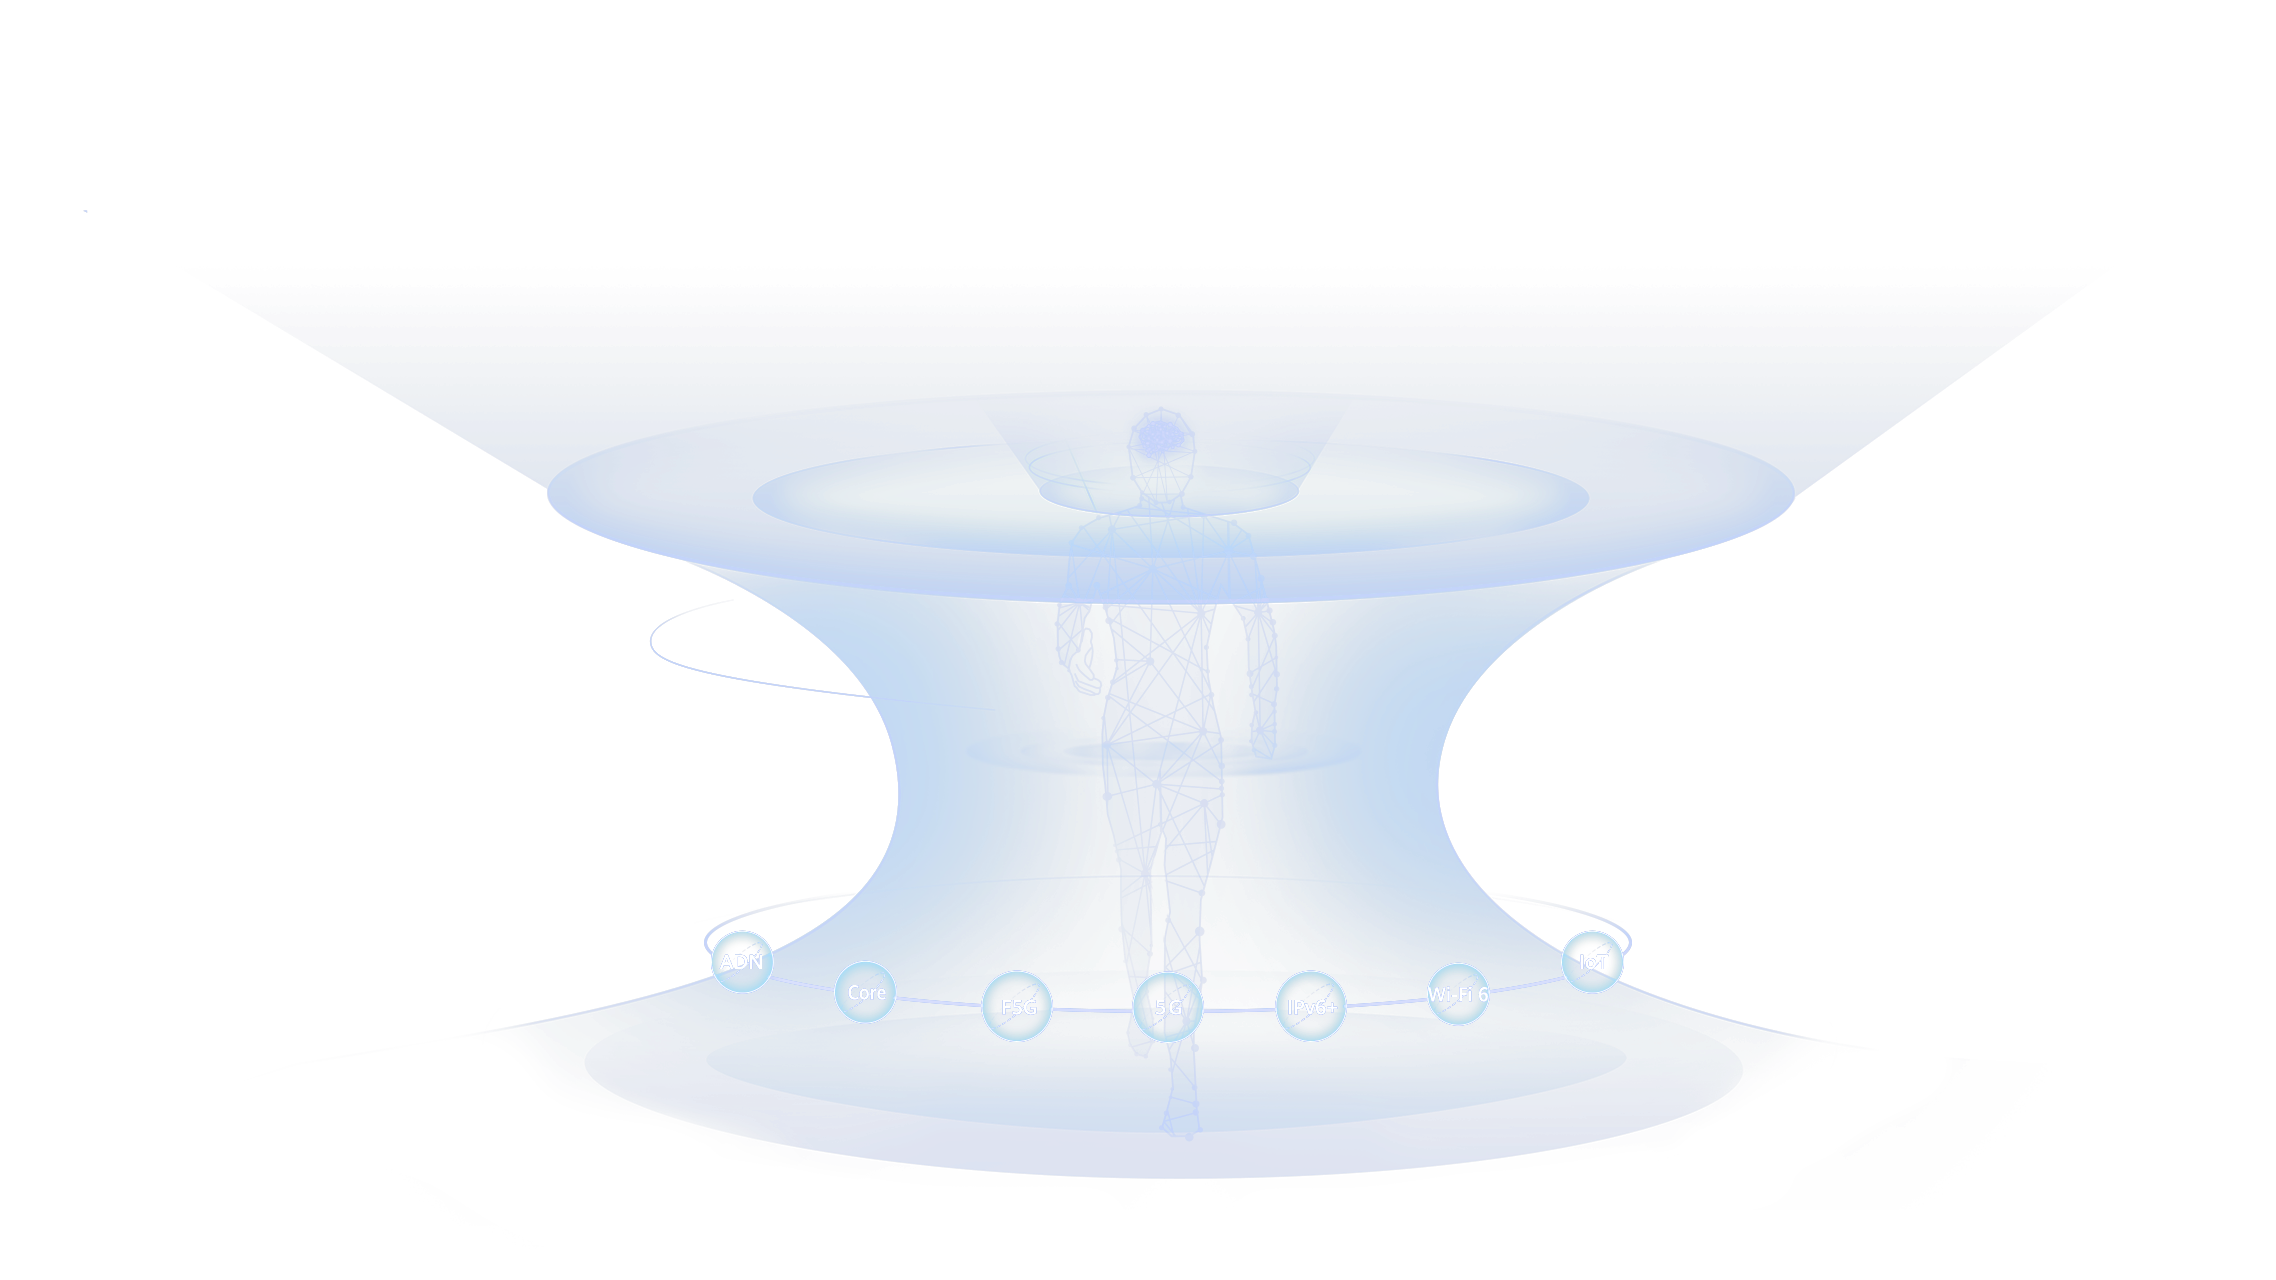 ADN
Core
F5G
5G
IPv6+
Wi-Fi 6
IoT